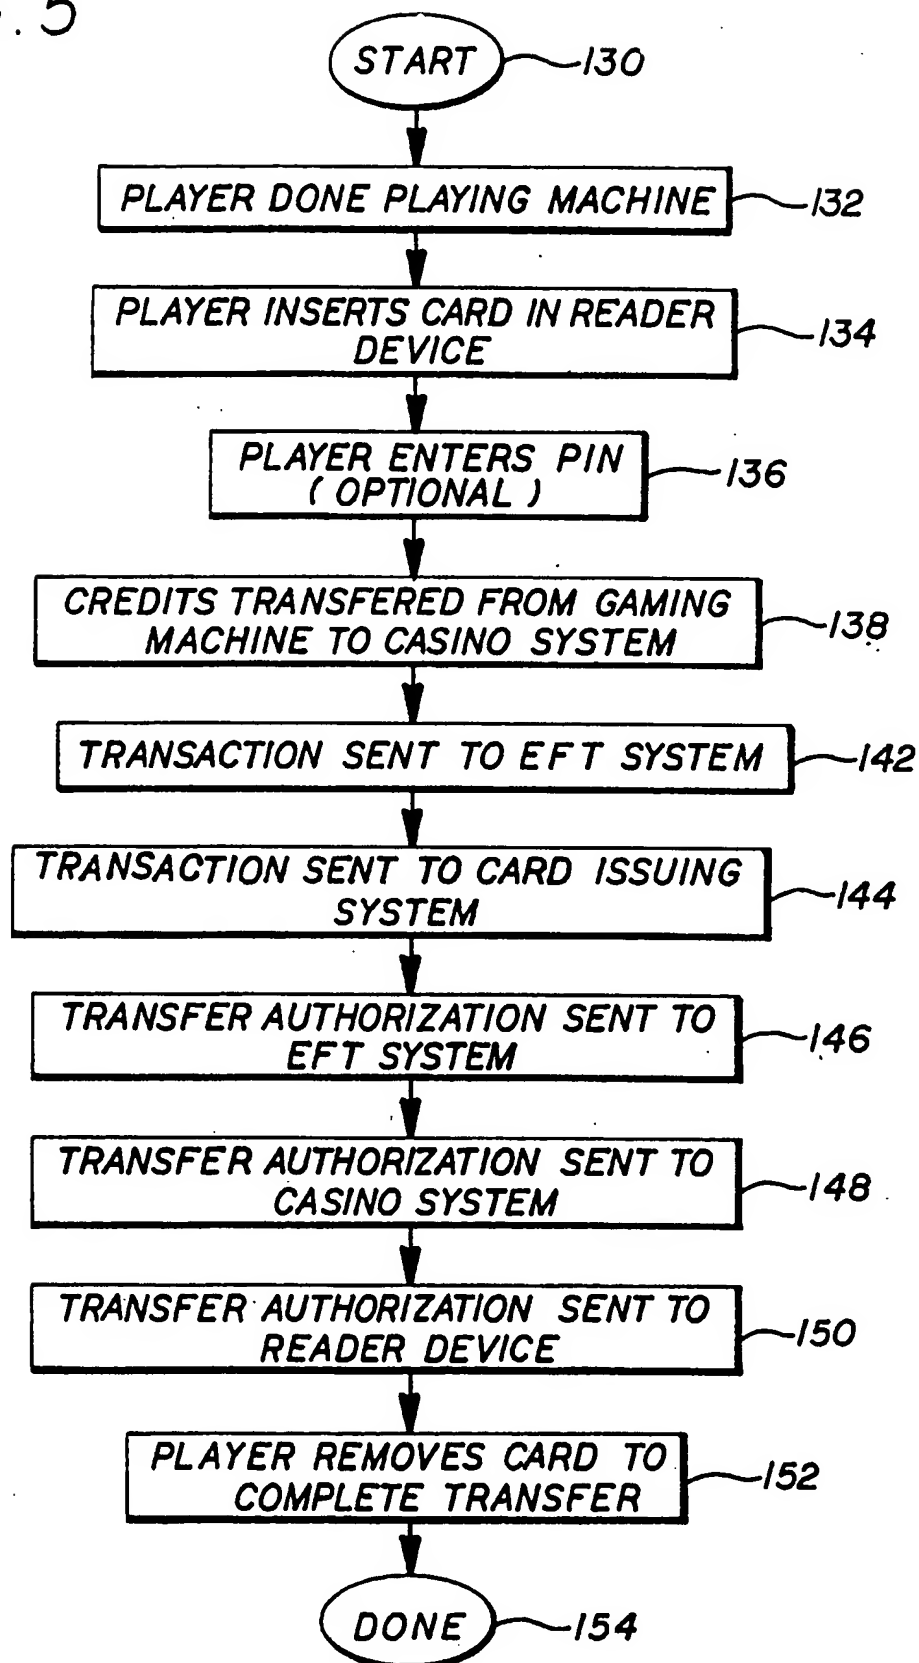 . 5
START 130
PLAYER DONE PLAYING MACHINE 132
PLAYER INSERTS CARD IN READER
DEVICE 134
PLAYER ENTERS PIN
(OPTIONAL) 136
CREDITS TRANSFERED FROM GAMING
MACHINE TO CASINO SYSTEM 138
TRANSACTION SENT TO EFT SYSTEM 142
TRANSACTION SENT TO CARD ISSUING
SYSTEM 144
TRANSFER AUTHORIZATION SENT TO
EFT SYSTEM 146
TRANSFER AUTHORIZATION SENT TO
CASINO SYSTEM 148
TRANSFER AUTHORIZATION SENT TO
READER DEVICE 150
PLAYER REMOVES CARD TO
COMPLETE TRANSFER 152
DONE 154